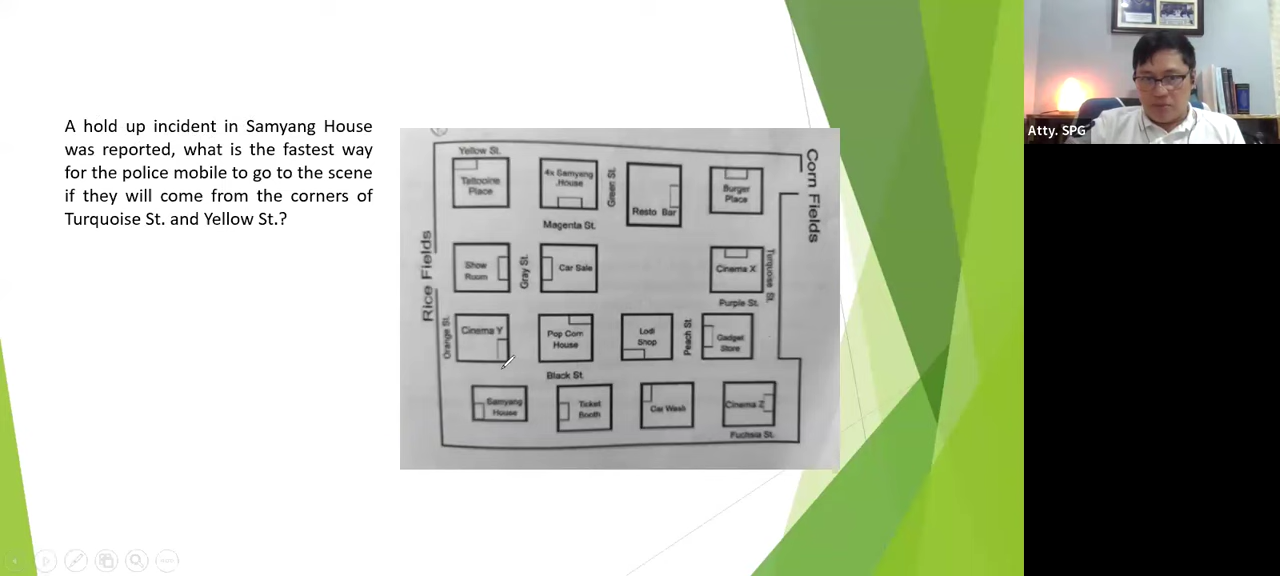 A hold up incident in Samyang House
was reported, what is the fastest way
for the police mobile to go to the scene
if they will come from the corners of
Turquoise St. and Yellow St.?
Yellow St.
Place
4x Samyang
House
Green St.
Resto Bar
Burger
Place
Corn Fields
Magenta St.
Rice Fields
Show
Room
Gray St.
Car Sale
Cinema X
Turquoise St.
Purple St.
Orange St.
Cinema Y
Pop Corn
House
Lodi
Shop
Peach St.
Gadget
Store
Black St.
Samyang
House
Ticket
Booth
Car Wash
Cinema Z
Fuchsia St.
Atty. SPG